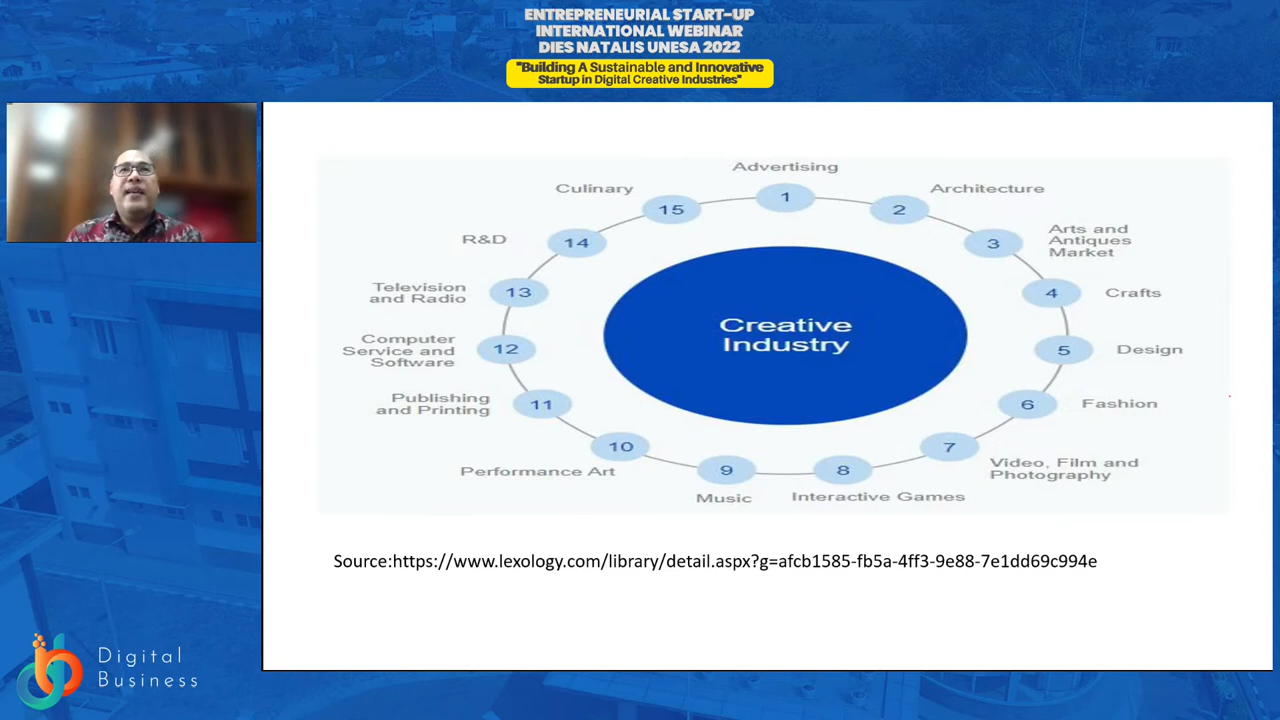 ENTREPRENEURIAL START-UP
INTERNATIONAL WEBINAR
DIES NATALIS UNESA 2022
"Building A Sustainable and Innovative
Startup in Digital Creative Industries"
Advertising
1
Architecture
2
Arts and
Antiques
Market
3
Crafts
4
Design
5
Fashion
6
Video, Film and
Photography
7
Interactive Games
8
Music
9
Performance Art
10
Publishing
and Printing
11
Computer
Service and
Software
12
Television
and Radio
13
R&D
14
Culinary
15
Creative
Industry
Source:https://www.lexology.com/library/detail.aspx?g=afcb1585-fb5a-4ff3-9e88-7e1dd69c994e
Digital
Business